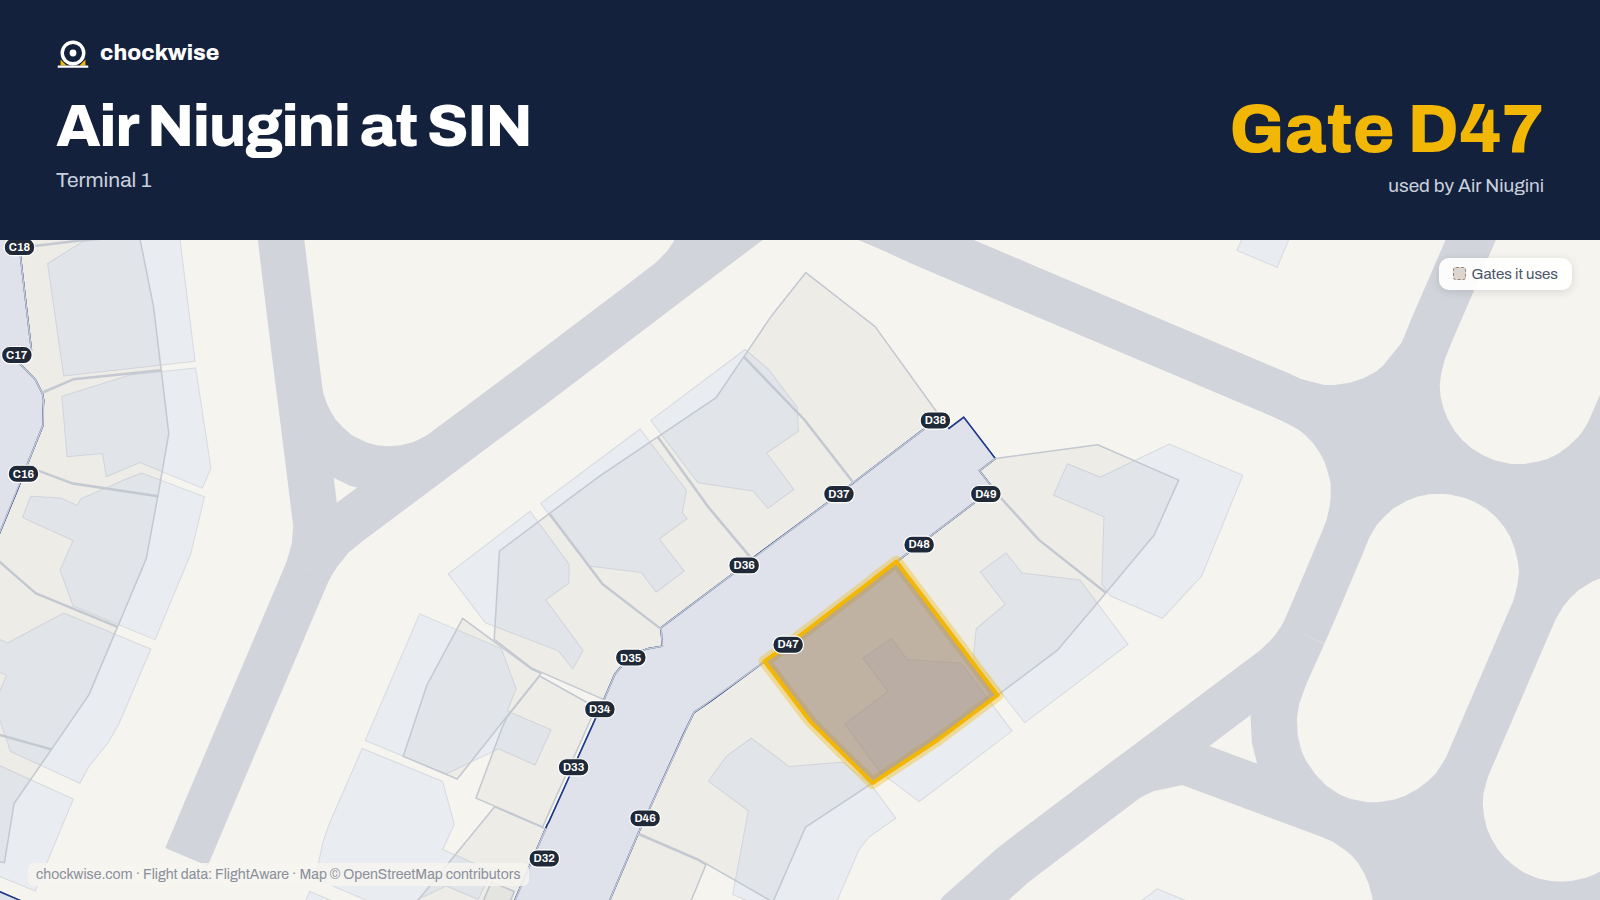 chockwise
Air Niugini at SIN
Terminal 1
Gate D47
used by Air Niugini
Gates it uses
C18
C17
C16
D38
D37
D49
D48
D36
D47
D35
D34
D33
D46
D32
chockwise.com · Flight data: FlightAware · Map © OpenStreetMap contributors